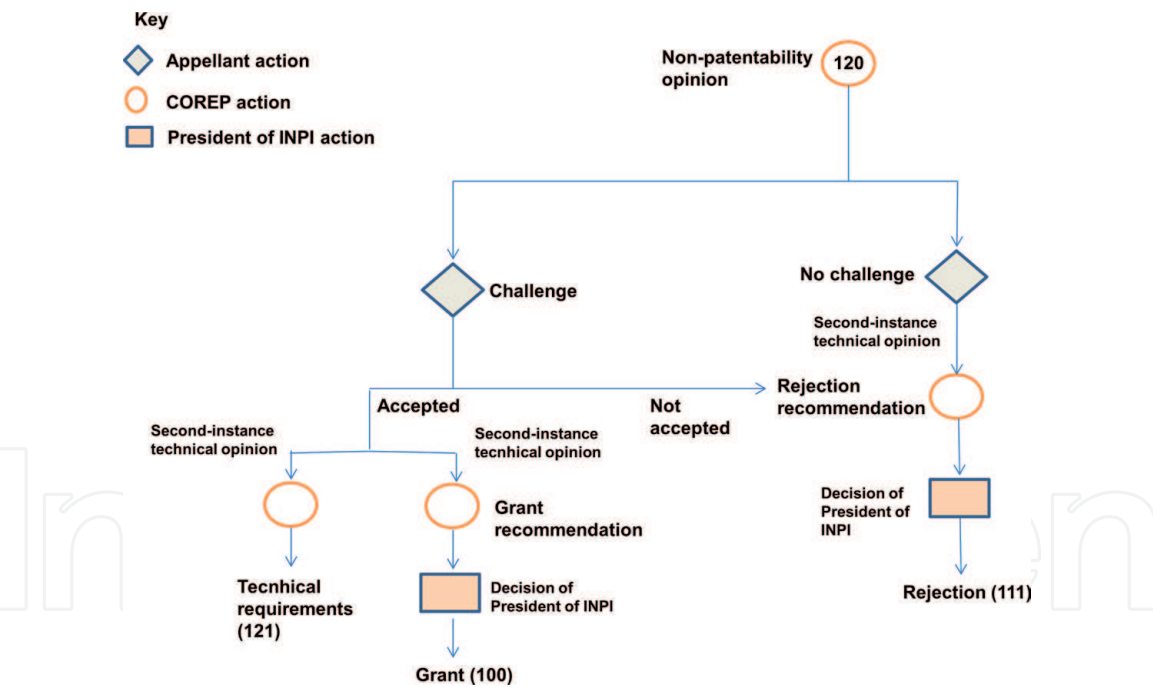 Key
Appellant action
COREP action
President of INPI action
Non-patentability
opinion
120
Challenge
No challenge
Second-instance
technical opinion
Accepted
Not
accepted
Rejection
recommendation
Second-instance
technical opinion
Second-instance
tecnhical opinion
Grant
recommendation
Decision of
President of
INPI
Tecnhical
requirements
(121)
Decision of
President of INPI
Rejection (111)
Grant (100)